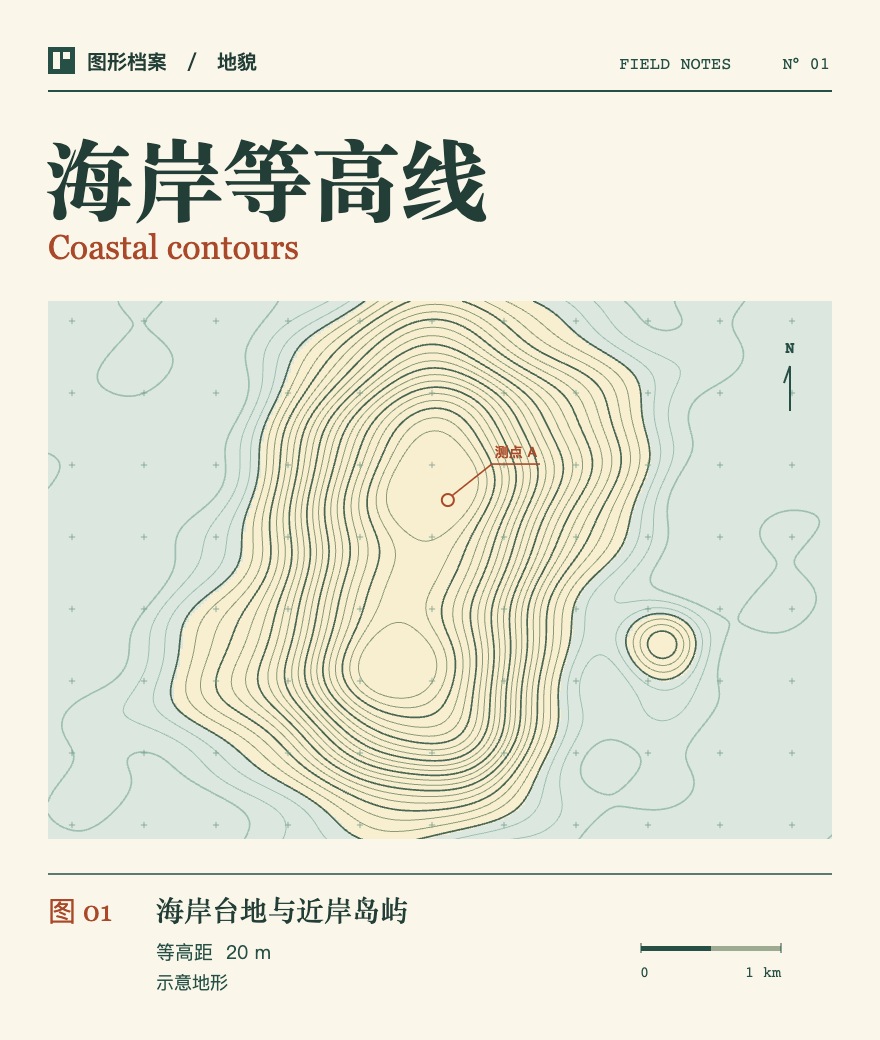 图形档案 / 地貌
FIELD NOTES N° 01
海岸等高线
Coastal contours
N
测点 A
图 01
海岸台地与近岸岛屿
等高距 20 m
示意地形
0 1 km